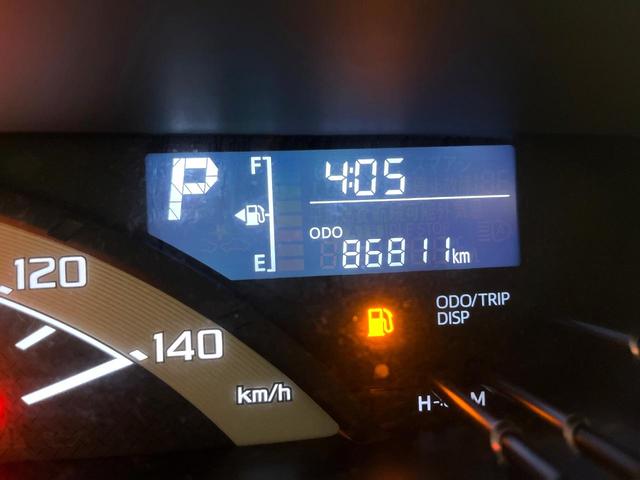 P
F
4:05
ODO
86811km
E
120
140
km/h
ODO/TRIP
DISP
H
M